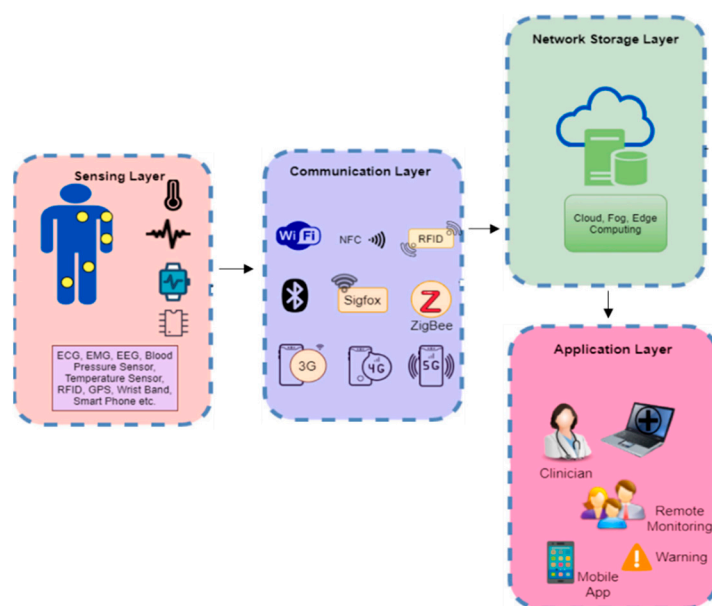 Sensing Layer
ECG, EMG, EEG, Blood
Pressure Sensor,
Temperature Sensor,
RFID, GPS, Wrist Band,
Smart Phone etc.
Communication Layer
WiFi
NFC
RFID
Sigfox
Z
ZigBee
3G
4G
5G
Network Storage Layer
Cloud, Fog, Edge
Computing
Application Layer
Clinician
Remote
Monitoring
Mobile
App
Warning